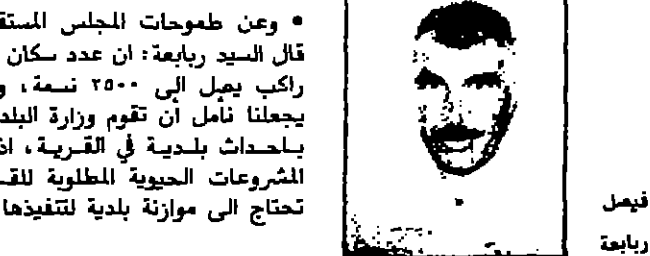 • وعن طموحات المجلس المستق
قال السيد ربابعة: ان عدد سكان
راكب يصل الى ٢٥٠٠ نسمة، و
يجعلنا نأمل أن تقوم وزارة البلد
باحداث بلدية في القرية، اذ
المشروعات الحيوية المطلوبة للقـ
تحتاج الى موازنة بلدية لتنفيذها
فيصل
ربابعة